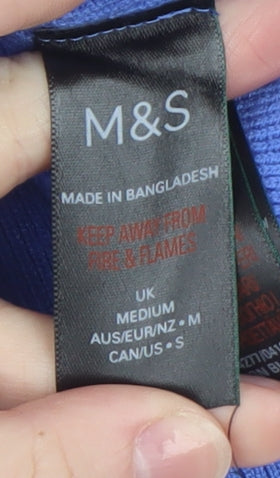 M&S
MADE IN BANGLADESH
KEEP AWAY FROM
FIRE & FLAMES
UK
MEDIUM
AUS/EUR/NZ • M
CAN/US • S